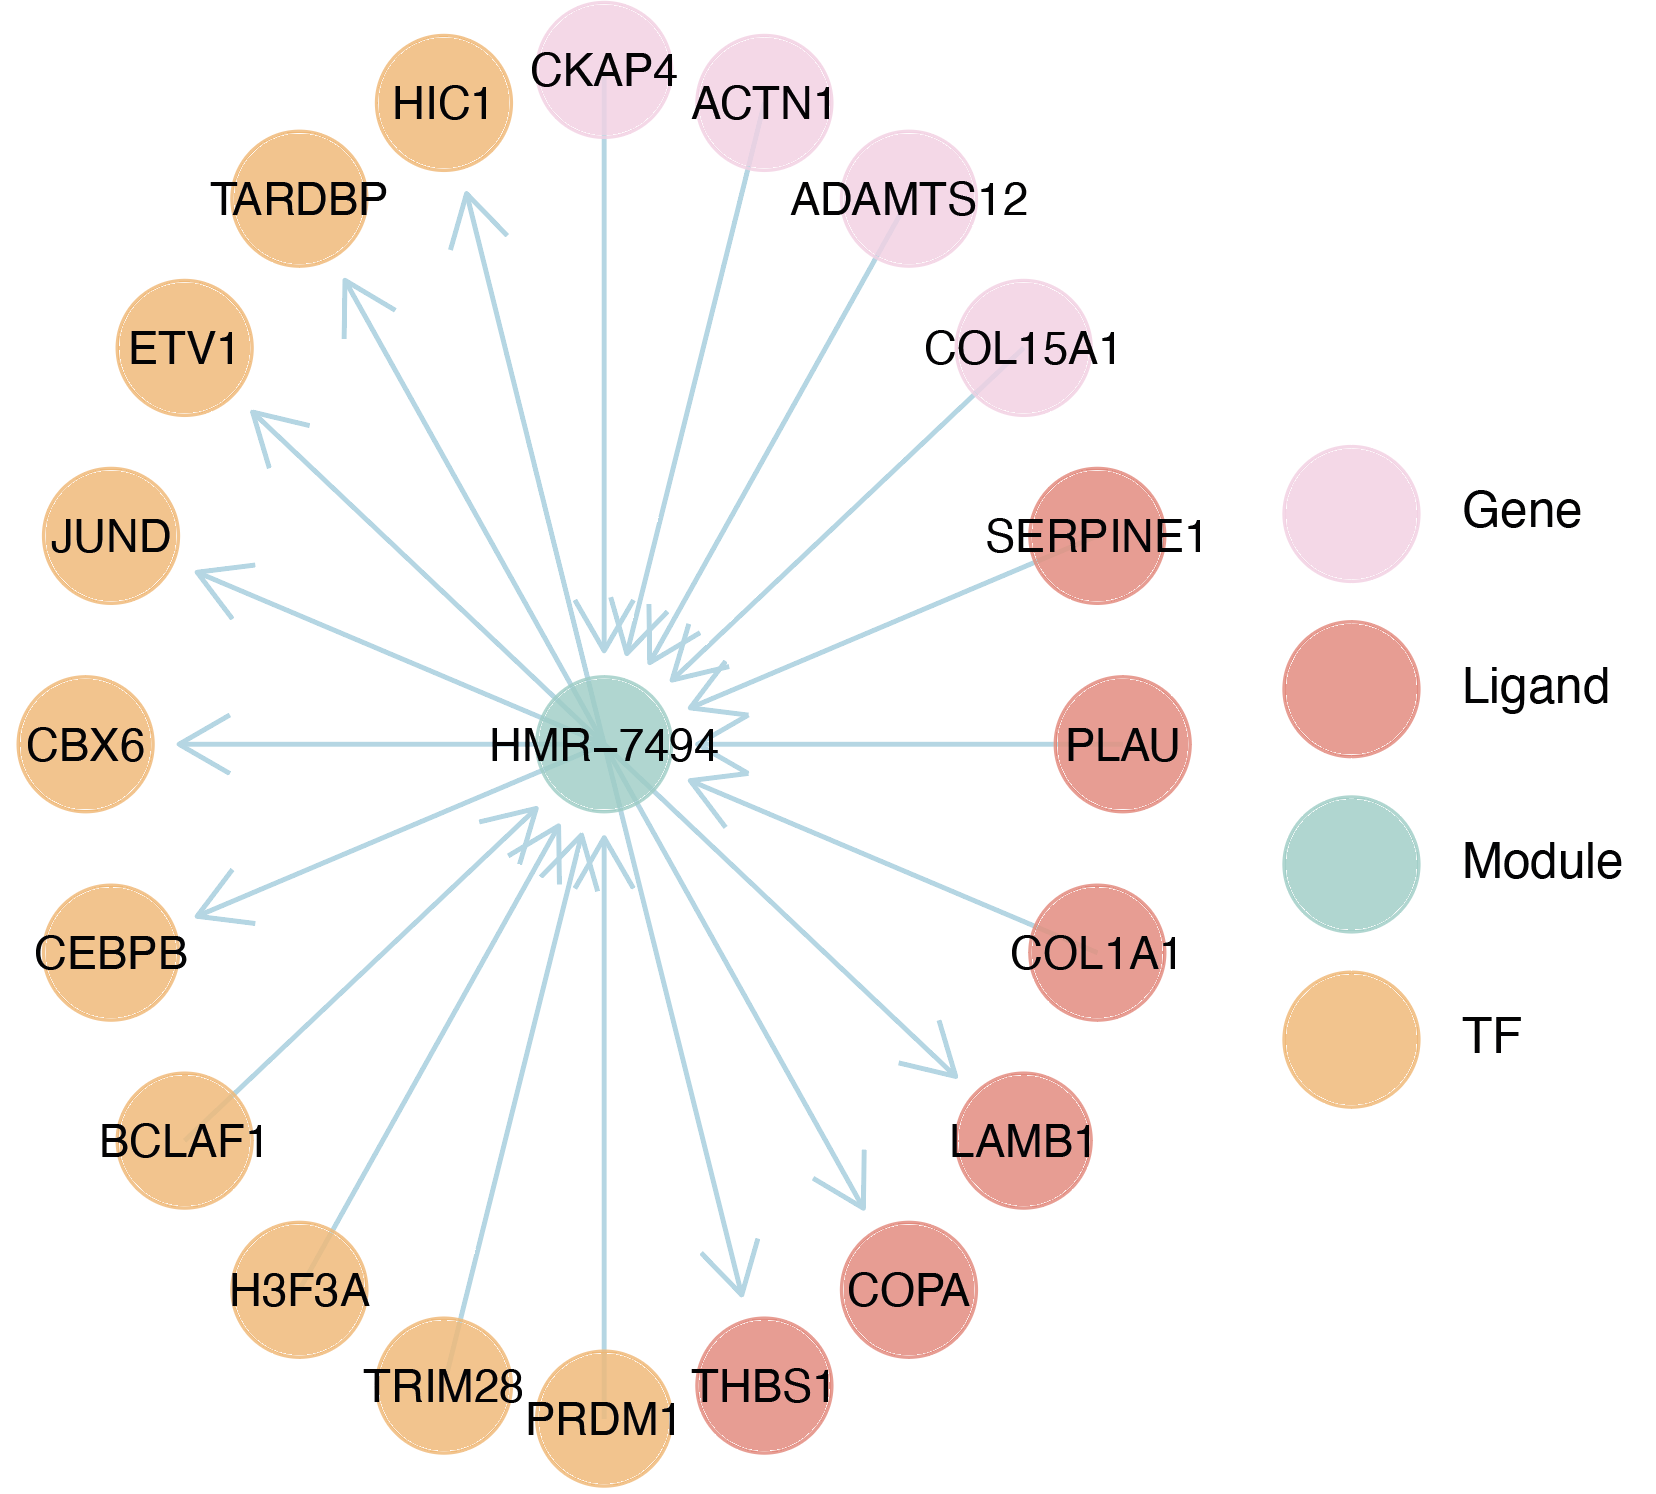 CKAP4
HIC1
ACTN1
TARDBP
ADAMTS12
ETV1
COL15A1
JUND
SERPINE1
CBX6
HMR−7494
PLAU
CEBPB
COL1A1
BCLAF1
LAMB1
H3F3A
COPA
TRIM28
THBS1
PRDM1
Gene
Ligand
Module
TF